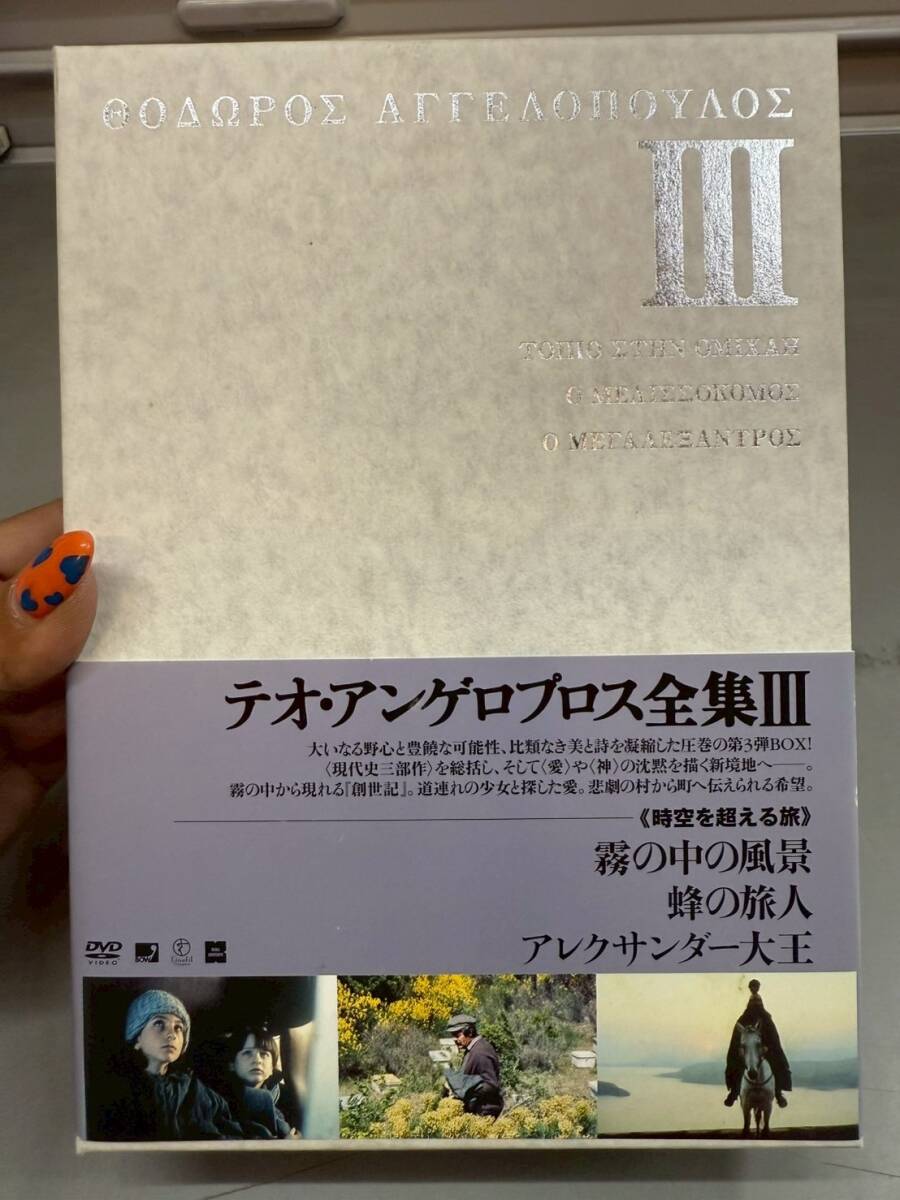 ΘΟΔΩΡΟΣ ΑΓΓΕΛΟΠΟΥΛΟΣ
III
ΤΟΠΙΟ ΣΤΗΝ ΟΜΙΧΛΗ
Ο ΜΕΛΙΣΣΟΚΟΜΟΣ
Ο ΜΕΓΑΛΕΞΑΝΤΡΟΣ
テオ・アンゲロプロス全集III
大いなる野心と豊饒な可能性、比類なき美と詩を凝縮した圧巻の第3弾BOX!
〈現代史三部作〉を総括し、そして〈愛〉や〈神〉の沈黙を描く新境地へ――。
霧の中から現れる『創世記』。道連れの少女と探した愛。悲劇の村から町へ伝えられる希望。
《時空を超える旅》
霧の中の風景
蜂の旅人
アレクサンダー大王
DVD
VIDEO